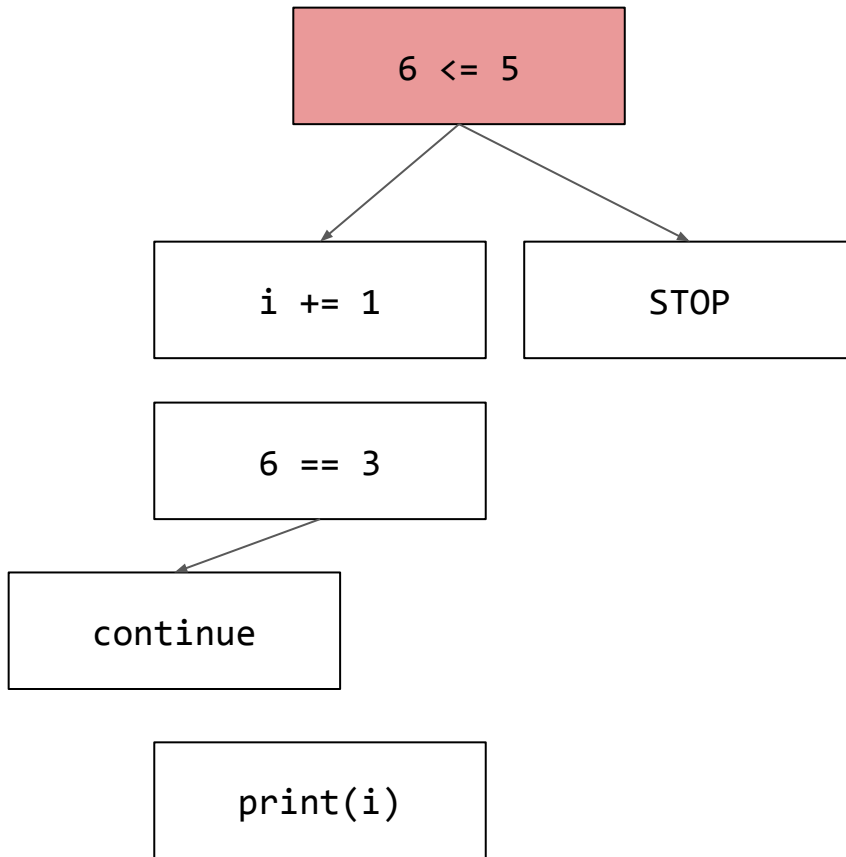 6 <= 5
i += 1
STOP
6 == 3
continue
print(i)